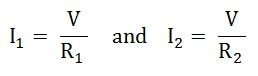 I₁ = V/R₁ and I₂ = V/R₂